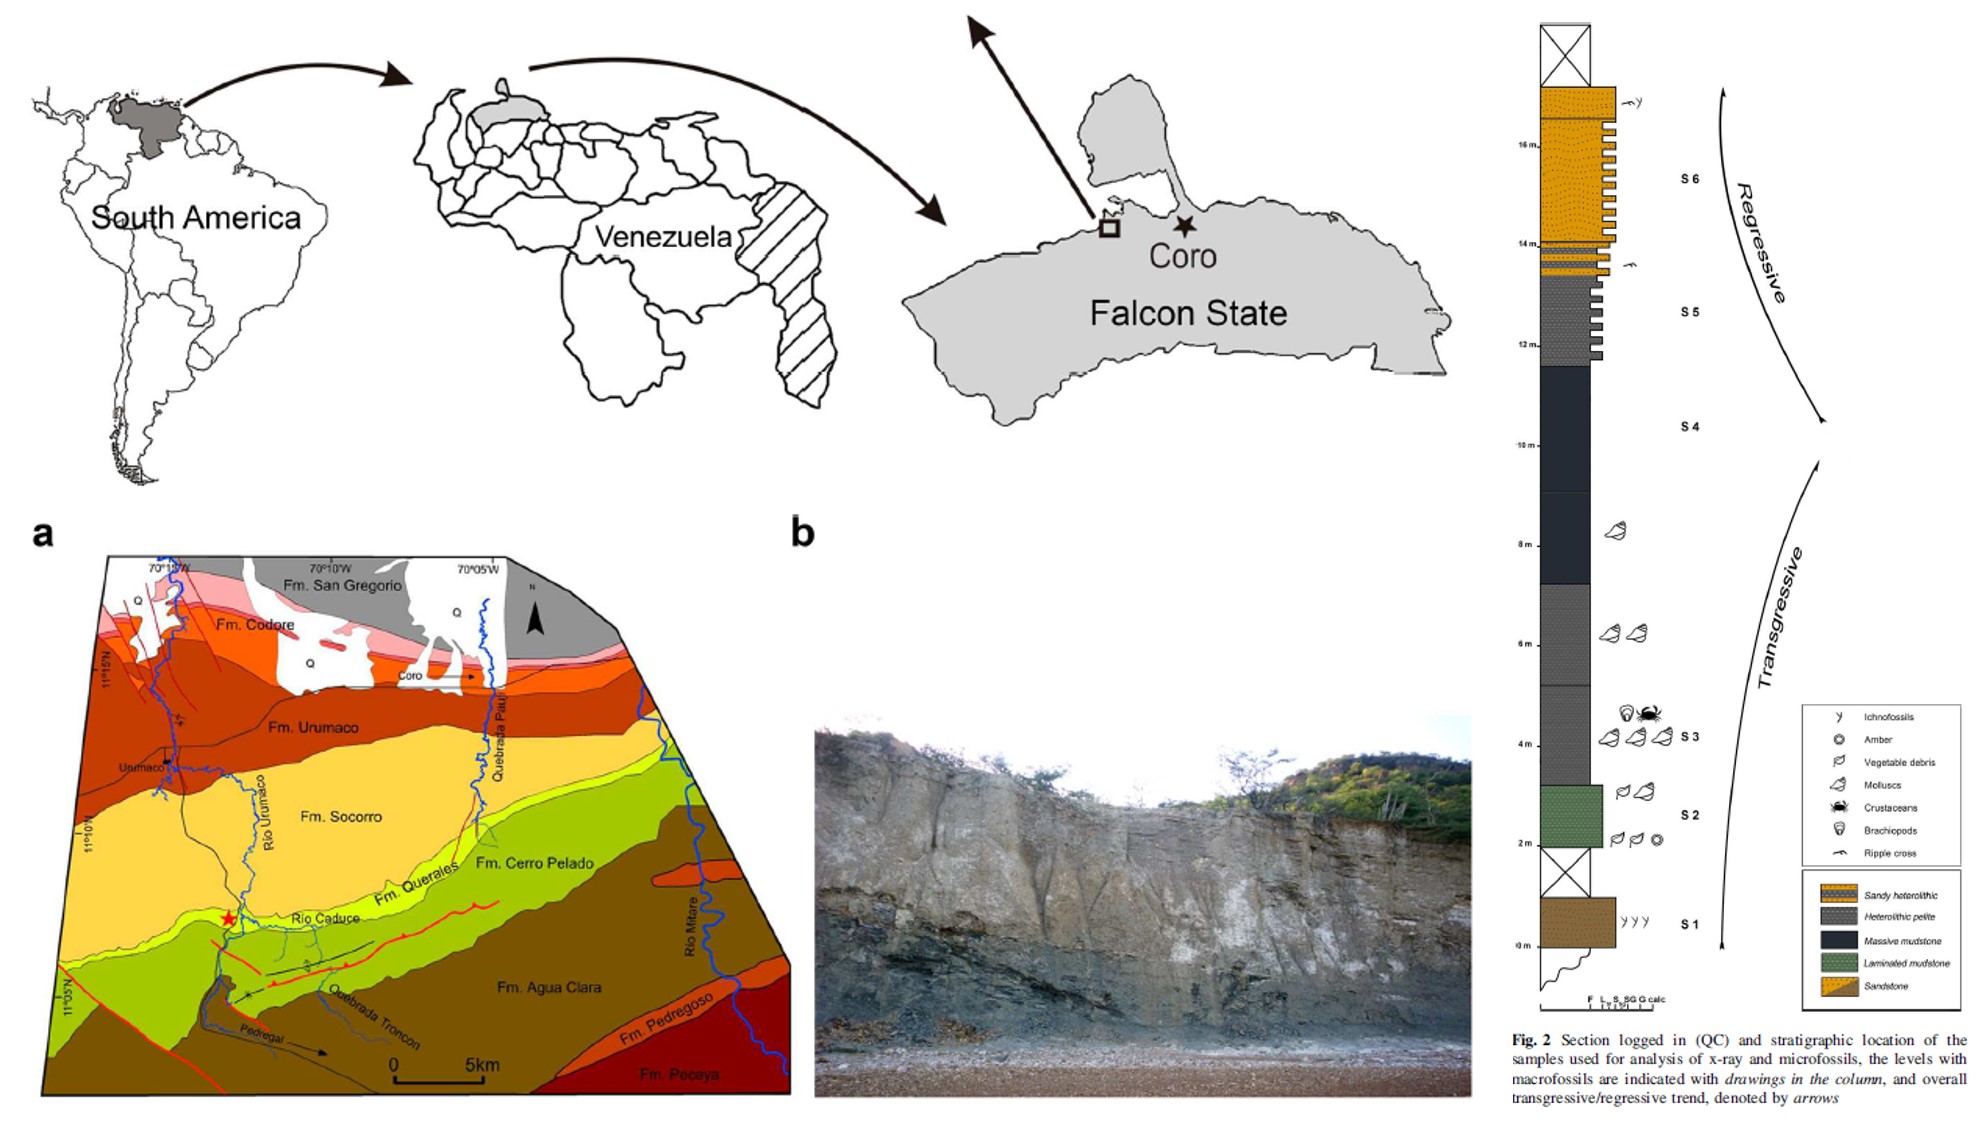 South America
Venezuela
Coro
Falcon State
a
70°15'W
70°10'W
70°05'W
Fm. San Gregorio
N
Q
Q
Fm. Codore
Q
11°15'N
Coro
Fm. Urumaco
Quebrada Paují
Urumaco
Fm. Socorro
Río Urumaco
11°10'N
Fm. Cerro Pelado
Fm. Querales
Río Caduce
Río Mitare
Fm. Agua Clara
11°05'N
Quebrada Troncon
Pedregal
Fm. Pedregoso
0 5km
Fm. Pecaya
b
16 m
14 m
12 m
10 m
8 m
6 m
4 m
2 m
0 m
S 6
S 5
S 4
S 3
S 2
S 1
Regressive
Transgressive
F L S SG G calc
Ichnofossils
Amber
Vegetable debris
Molluscs
Crustaceans
Brachiopods
Ripple cross
Sandy heterolithic
Heterolithic pelite
Massive mudstone
Laminated mudstone
Sandstone
Fig. 2 Section logged in (QC) and stratigraphic location of the
samples used for analysis of x-ray and microfossils, the levels with
macrofossils are indicated with drawings in the column, and overall
transgressive/regressive trend, denoted by arrows